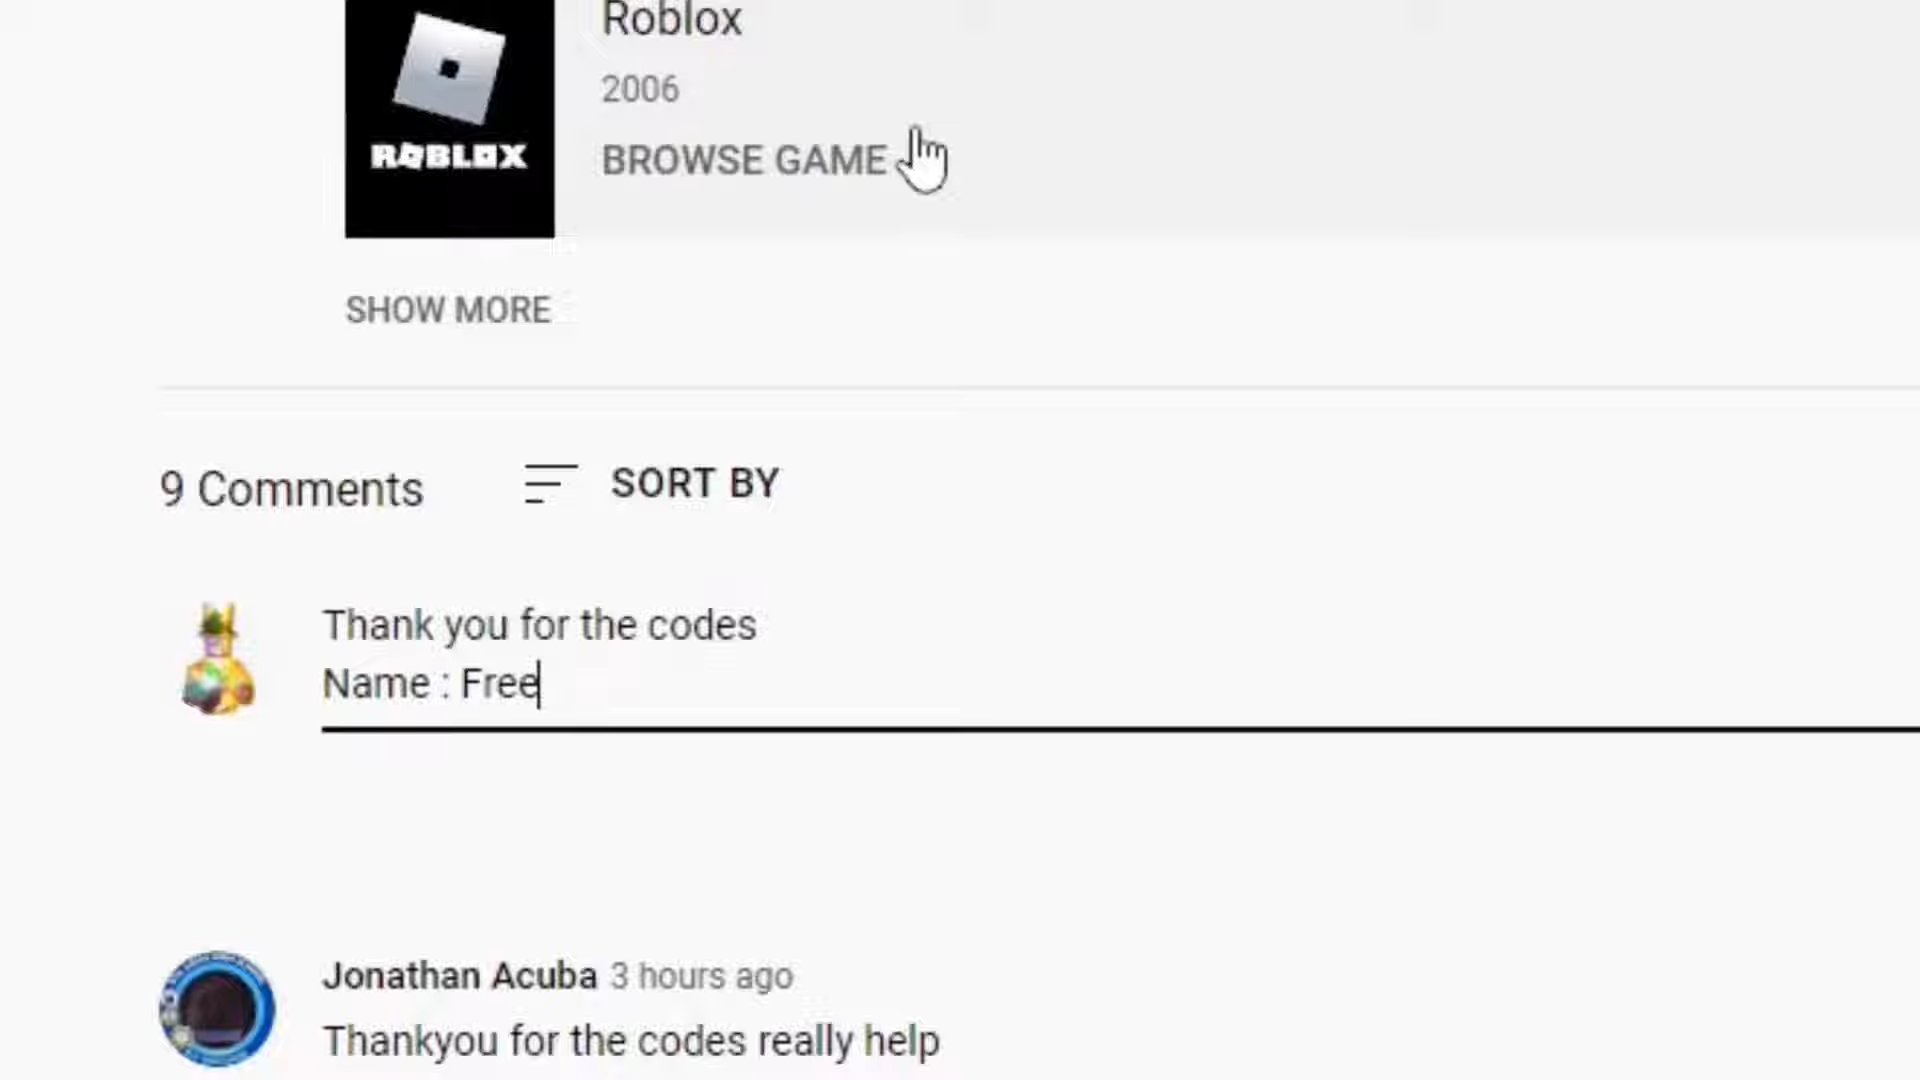 Roblox
2006
BROWSE GAME
ROBLOX
SHOW MORE
9 Comments
SORT BY
Thank you for the codes
Name : Free
Jonathan Acuba 3 hours ago
Thankyou for the codes really help